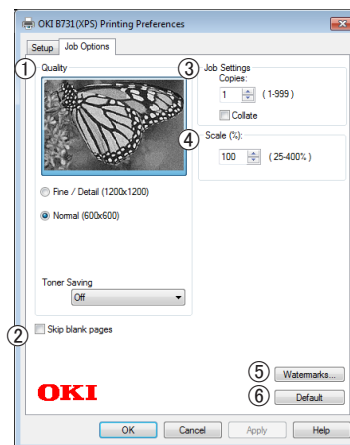 OKI B731(XPS) Printing Preferences
Setup
Job Options
① Quality
③ Job Settings
Copies:
1 (1-999)
Collate
④ Scale (%):
100 (25-400%)
Fine / Detail (1200x1200)
Normal (600x600)
Toner Saving
Off
② Skip blank pages
⑤ Watermarks...
⑥ Default
OKI
OK Cancel Apply Help